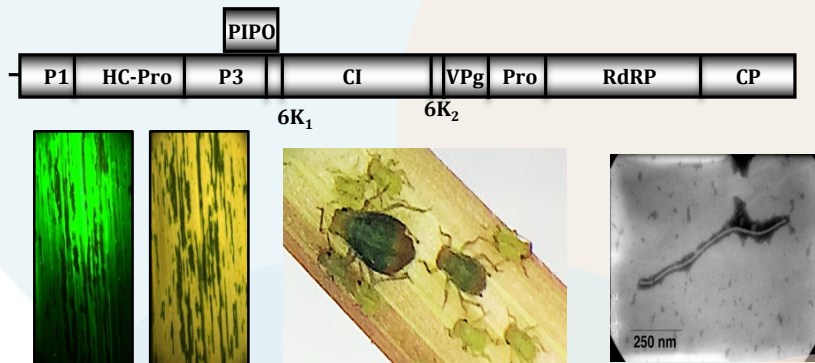 PIPO
P1 HC-Pro P3 CI VPg Pro RdRP CP
6K₁ 6K₂
250 nm